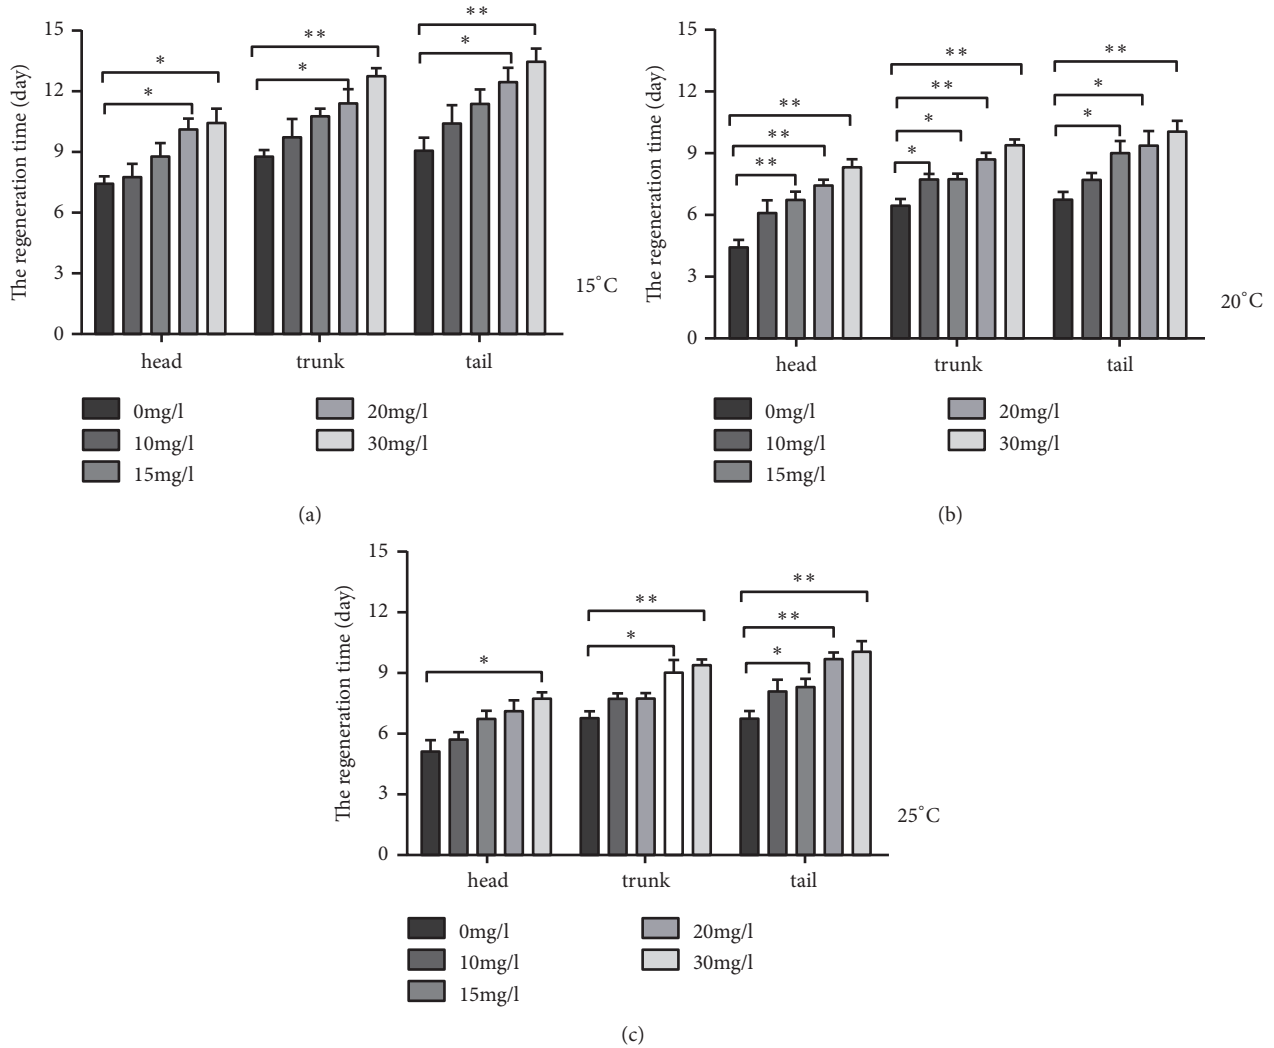 15
12
9
6
3
0
The regeneration time (day)
*
*
*
**
*
**
head
trunk
tail
15°C
0mg/l
10mg/l
15mg/l
20mg/l
30mg/l
(a)
15
12
9
6
3
0
The regeneration time (day)
**
**
**
**
**
*
*
**
*
*
head
trunk
tail
20°C
0mg/l
10mg/l
15mg/l
20mg/l
30mg/l
(b)
15
12
9
6
3
0
The regeneration time (day)
*
**
*
**
**
*
head
trunk
tail
25°C
0mg/l
10mg/l
15mg/l
20mg/l
30mg/l
(c)